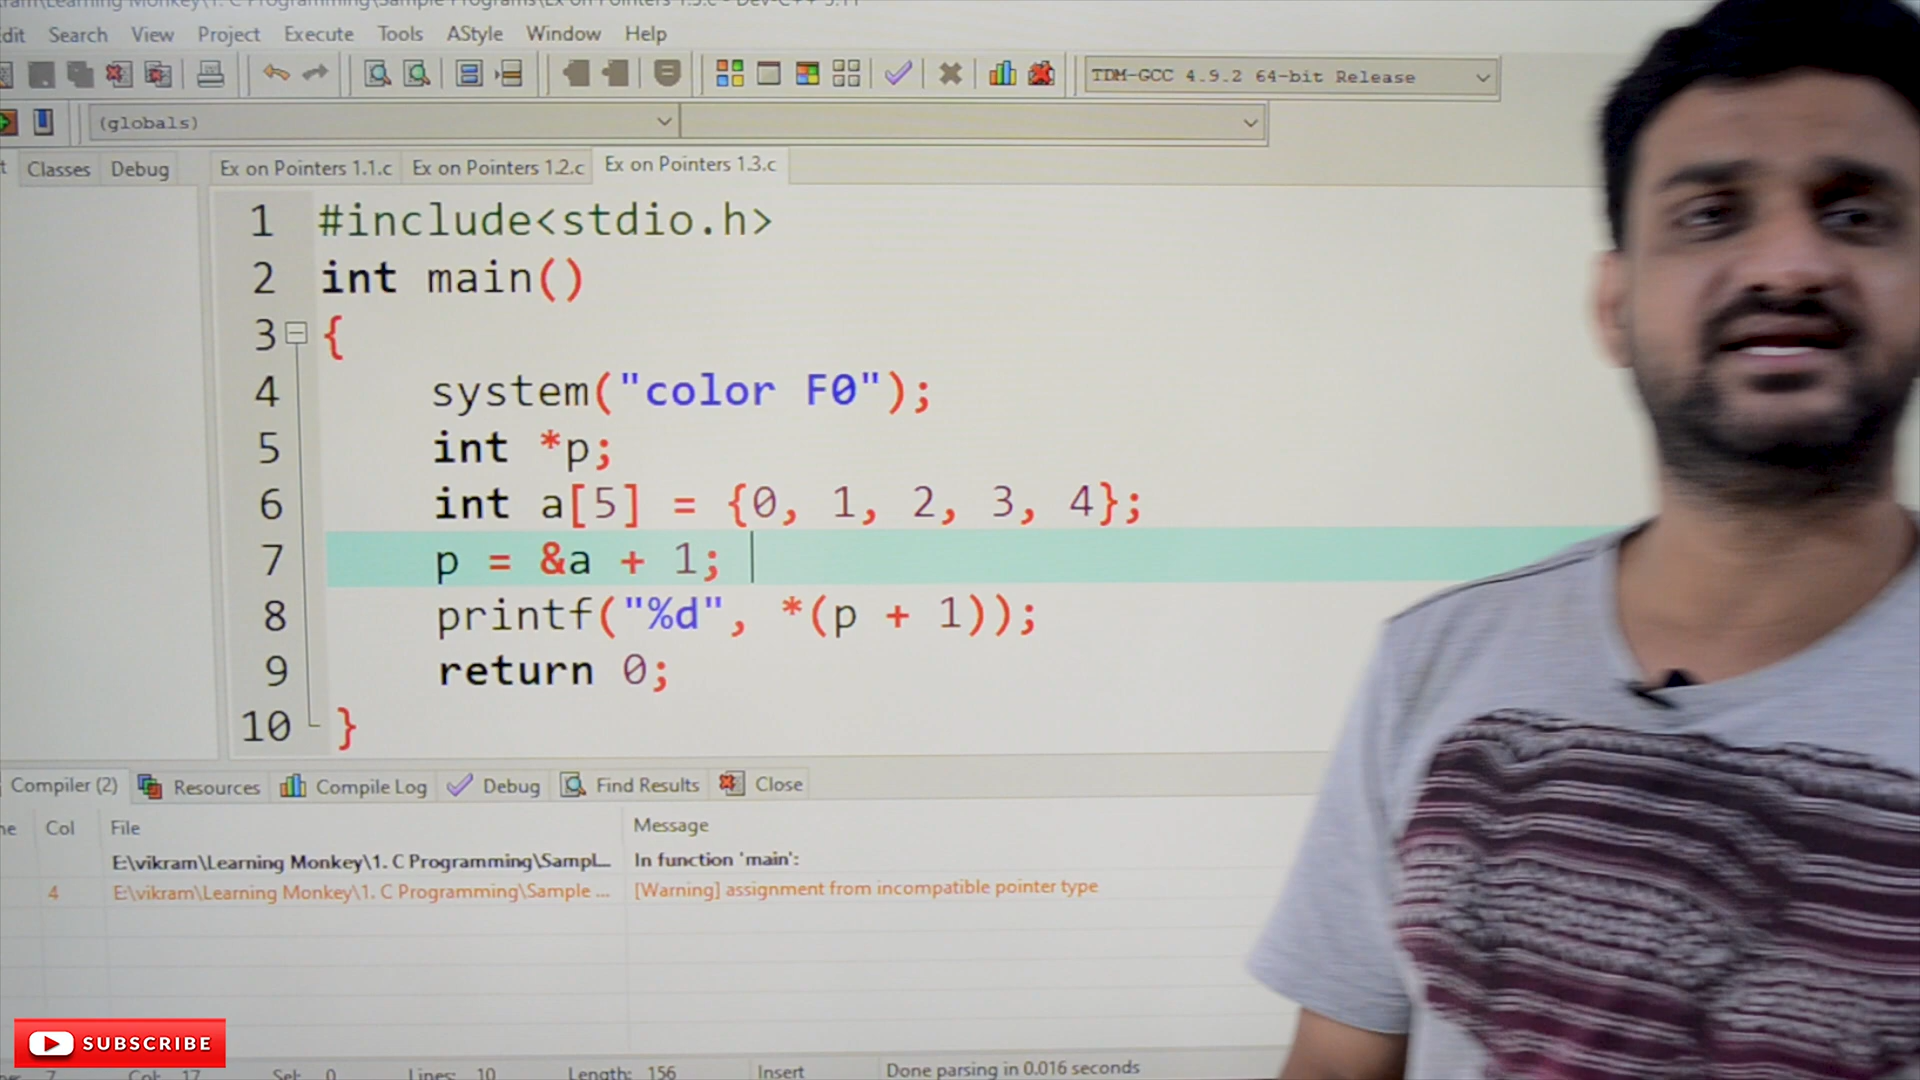 Search View Project Execute Tools AStyle Window Help
TDM-GCC 4.9.2 64-bit Release
(globals)
Classes Debug Ex on Pointers 1.1.c Ex on Pointers 1.2.c Ex on Pointers 1.3.c
1 #include<stdio.h>
2 int main()
3 {
4 system("color F0");
5 int *p;
6 int a[5] = {0, 1, 2, 3, 4};
7 p = &a + 1;
8 printf("%d", *(p + 1));
9 return 0;
10 }
Compiler (2) Resources Compile Log Debug Find Results Close
Col File Message
E\vikram\Learning Monkey\1. C Programming\Sampl... In function 'main':
4 E\vikram\Learning Monkey\1. C Programming\Sample ... [Warning] assignment from incompatible pointer type
SUBSCRIBE
7 Col: 17 Sel: 0 Lines: 10 Length: 156 Insert Done parsing in 0.016 seconds